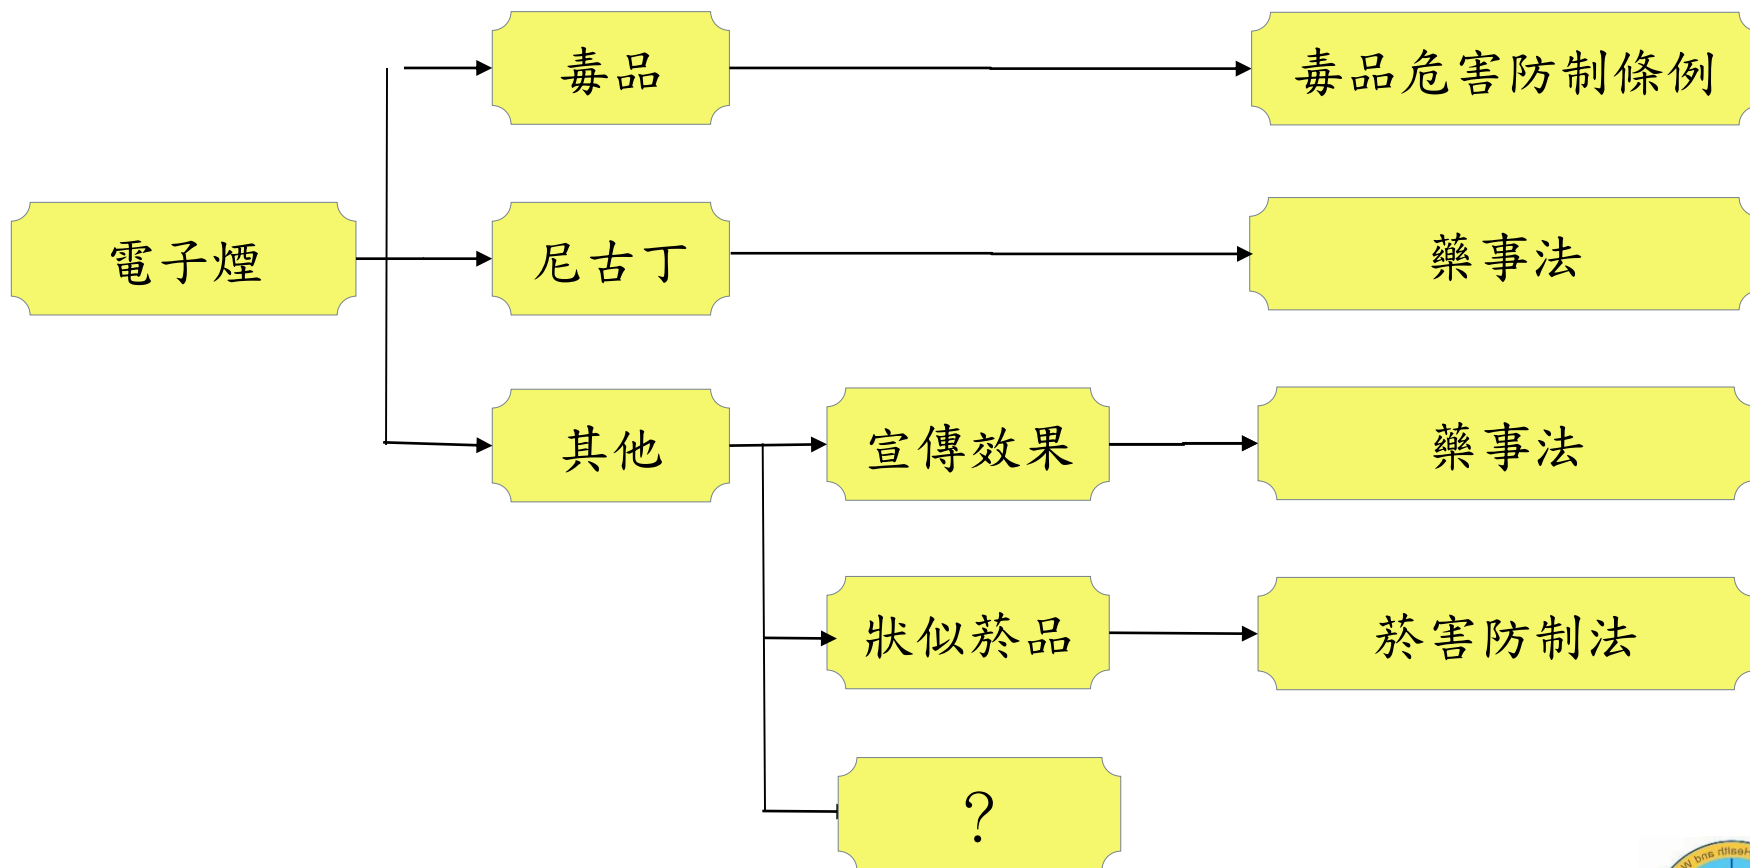 毒品
毒品危害防制條例
電子煙
尼古丁
藥事法
其他
宣傳效果
藥事法
狀似菸品
菸害防制法
？